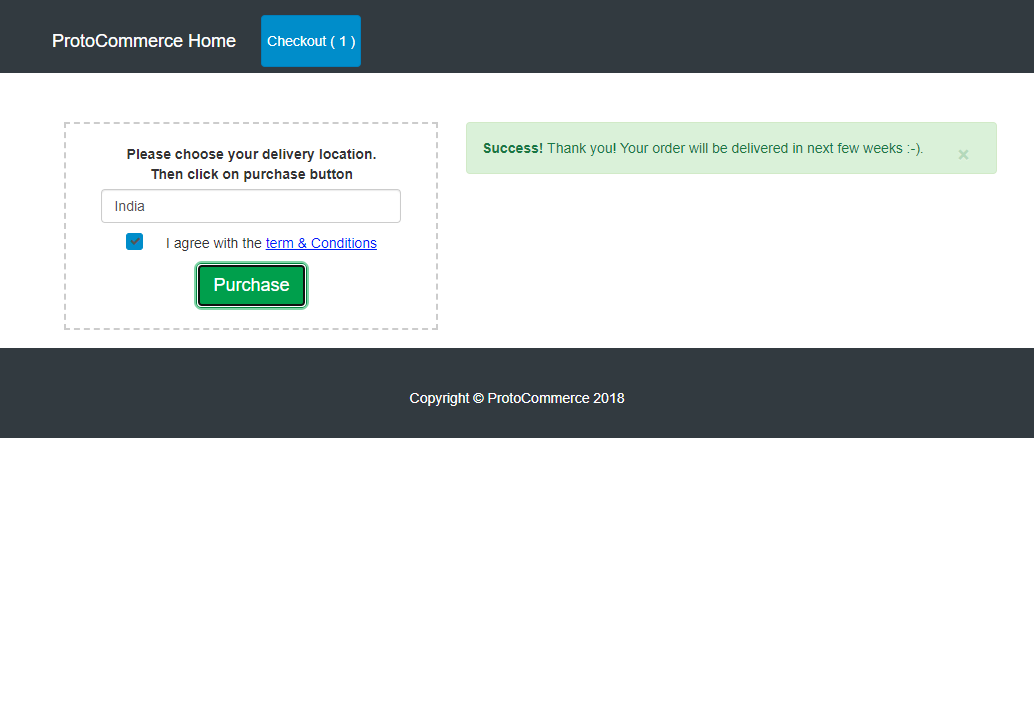 ProtoCommerce Home
Checkout ( 1 )
Please choose your delivery location.
Then click on purchase button
India
I agree with the term & Conditions
Purchase
Success! Thank you! Your order will be delivered in next few weeks :-).
×
Copyright © ProtoCommerce 2018